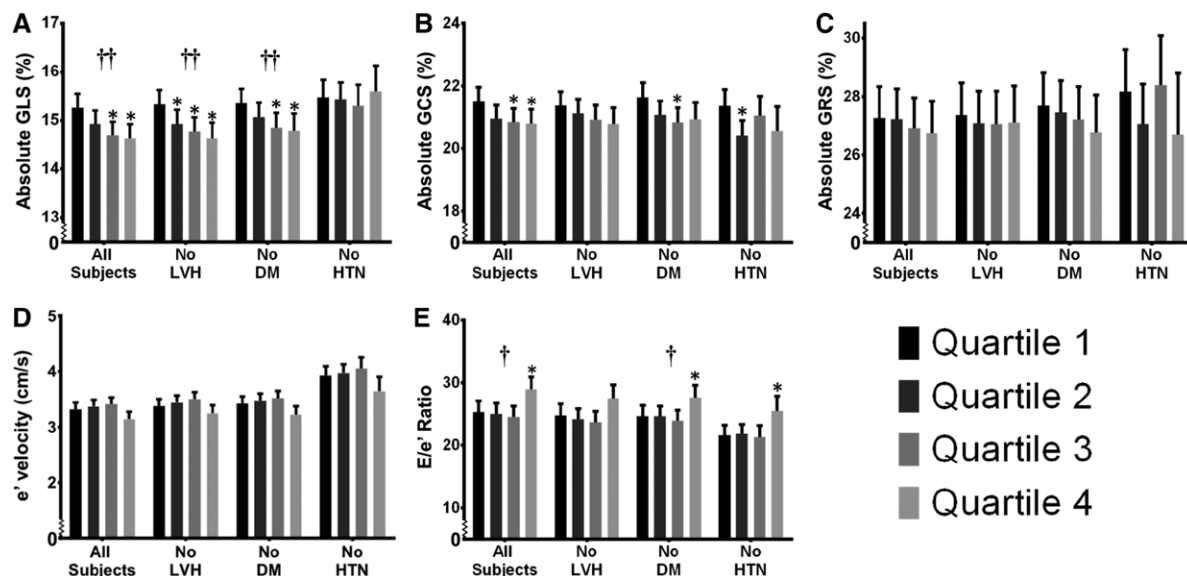 A
Absolute GLS (%)
17
16
15
14
13
0
†† †† ††
* * * * * * *
All Subjects
No LVH
No DM
No HTN
B
Absolute GCS (%)
24
22
20
18
0
* * * *
All Subjects
No LVH
No DM
No HTN
C
Absolute GRS (%)
30
28
26
24
0
All Subjects
No LVH
No DM
No HTN
D
e' velocity (cm/s)
5
4
3
2
0
All Subjects
No LVH
No DM
No HTN
E
E/e' Ratio
40
30
20
10
0
† †
* * *
All Subjects
No LVH
No DM
No HTN
Quartile 1
Quartile 2
Quartile 3
Quartile 4